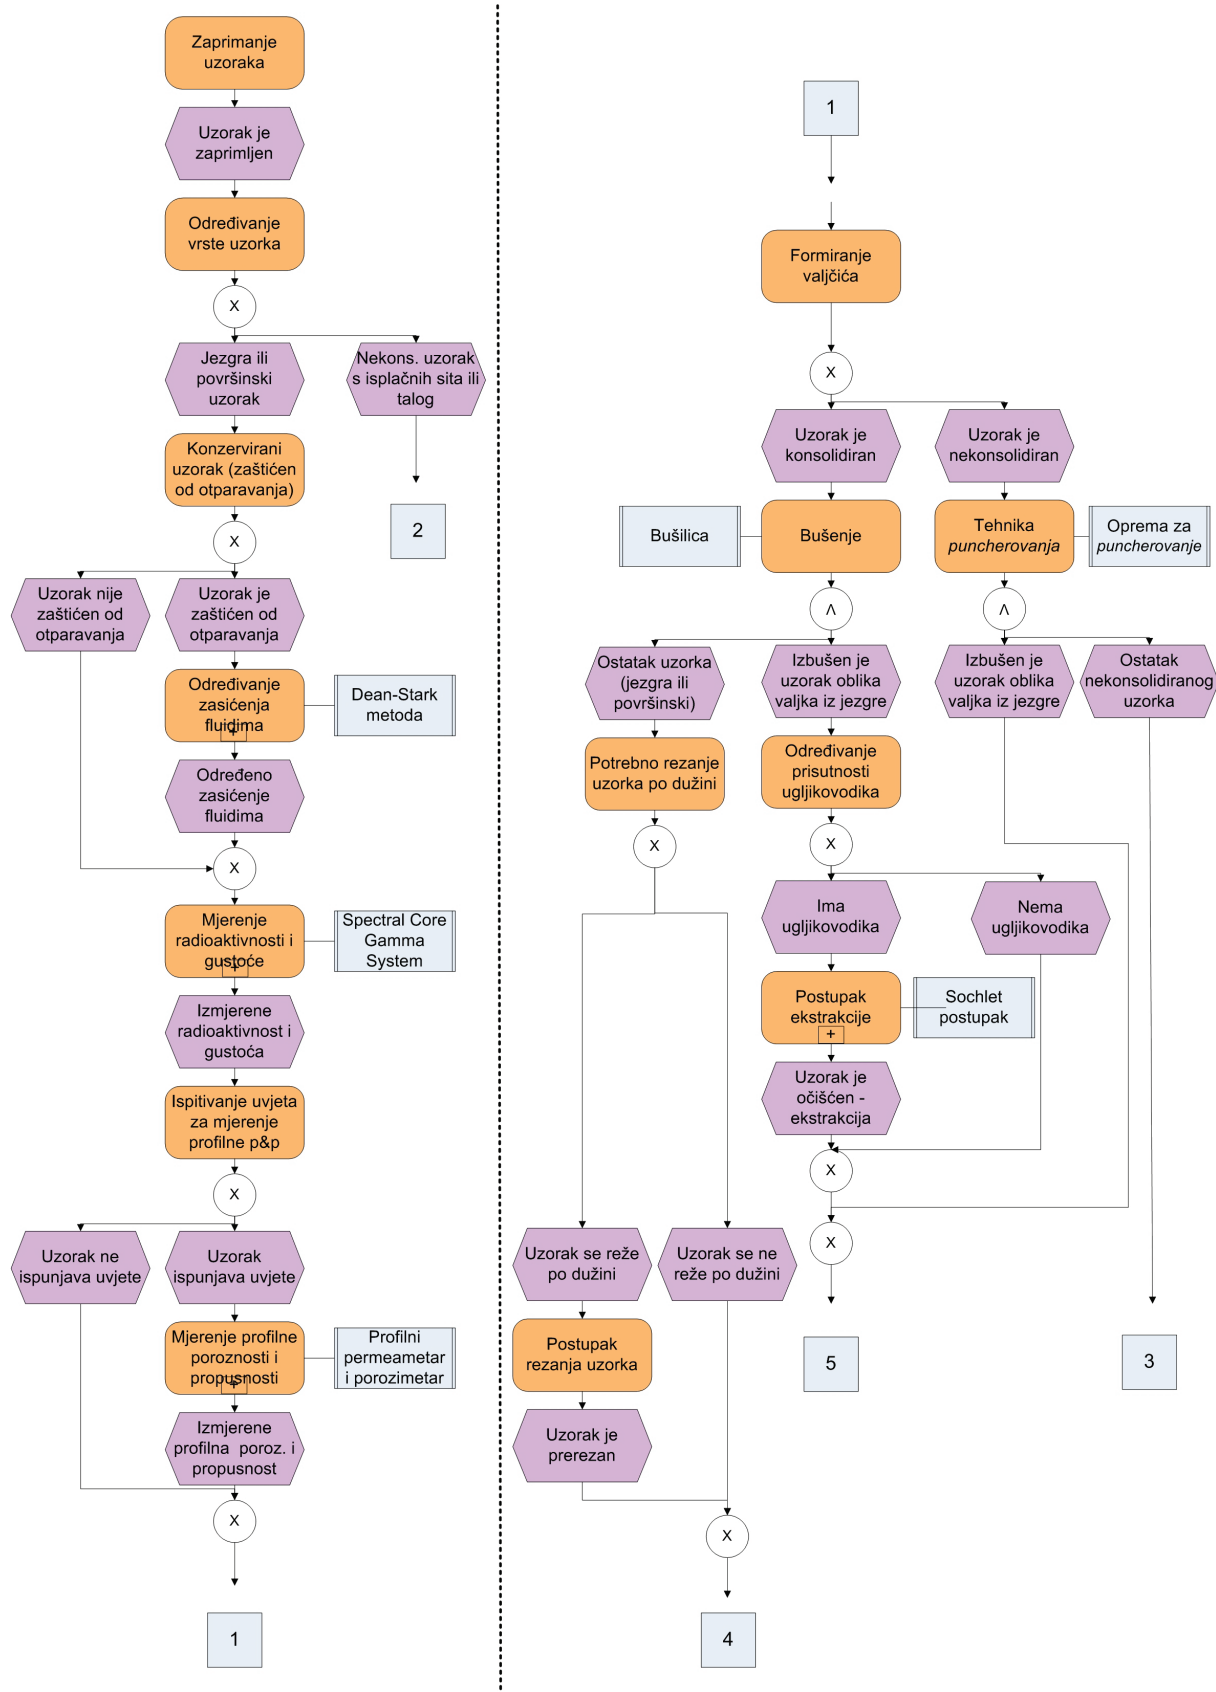 Zaprimanje
uzoraka
Uzorak je
zaprimljen
Određivanje
vrste uzorka
X
Jezgra ili
površinski
uzorak
Nekons. uzorak
s isplačnih sita ili
talog
Konzervirani
uzorak (zaštićen
od otparavanja)
2
X
Uzorak nije
zaštićen od
otparavanja
Uzorak je
zaštićen od
otparavanja
Određivanje
zasićenja
fluidima
+
Dean-Stark
metoda
Određeno
zasićenje
fluidima
X
Mjerenje
radioaktivnosti i
gustoće
+
Spectral Core
Gamma
System
Izmjerene
radioaktivnost i
gustoća
Ispitivanje uvjeta
za mjerenje
profilne p&p
X
Uzorak ne
ispunjava uvjete
Uzorak
ispunjava uvjete
Mjerenje profilne
poroznosti i
propusnosti
+
Profilni
permeametar
i porozimetar
Izmjerene
profilna poroz. i
propusnost
X
1
1
Formiranje
valjčića
X
Uzorak je
konsolidiran
Uzorak je
nekonsolidiran
Bušilica
Bušenje
Tehnika
puncherovanja
Oprema za
puncherovanje
Λ
Λ
Ostatak uzorka
(jezgra ili
površinski)
Izbušen je
uzorak oblika
valjka iz jezgre
Izbušen je
uzorak oblika
valjka iz jezgre
Ostatak
nekonsolidiranog
uzorka
Potrebno rezanje
uzorka po dužini
Određivanje
prisutnosti
ugljikovodika
X
X
Ima
ugljikovodika
Nema
ugljikovodika
Postupak
ekstrakcije
+
Sochlet
postupak
Uzorak je
očišćen -
ekstrakcija
X
X
Uzorak se reže
po dužini
Uzorak se ne
reže po dužini
Postupak
rezanja uzorka
5
3
Uzorak je
prerezan
X
4